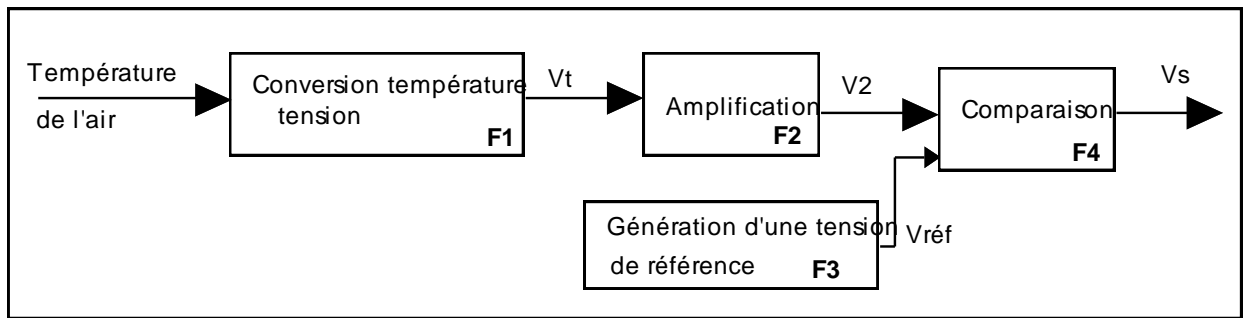 Température
de l'air
Conversion température
tension
F1
Vt
Amplification
F2
V2
Comparaison
F4
Vs
Génération d'une tension
de référence F3
Vréf